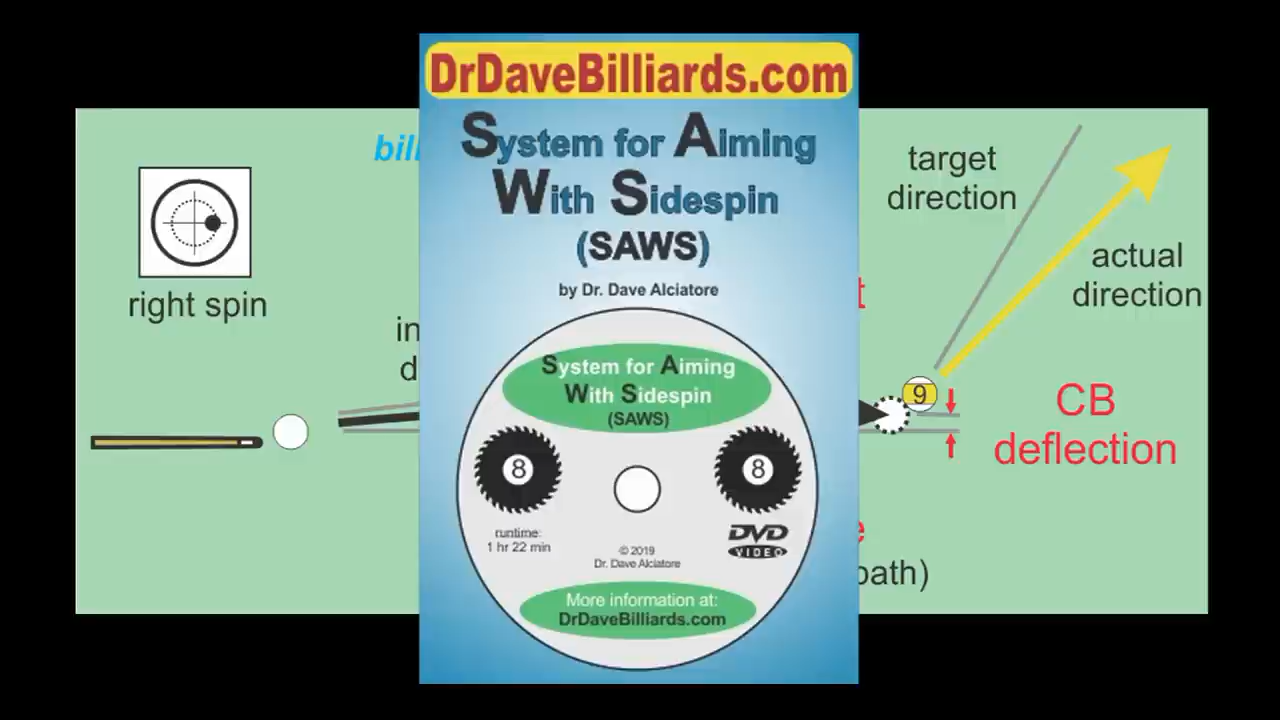 DrDaveBilliards.com
System for Aiming
With Sidespin
(SAWS)
by Dr. Dave Alciatore
System for Aiming
With Sidespin
(SAWS)
8
8
runtime:
1 hr 22 min
© 2019
Dr. Dave Alciatore
DVD
VIDEO
More information at:
DrDaveBilliards.com
right spin
target
direction
actual
direction
9
CB
deflection